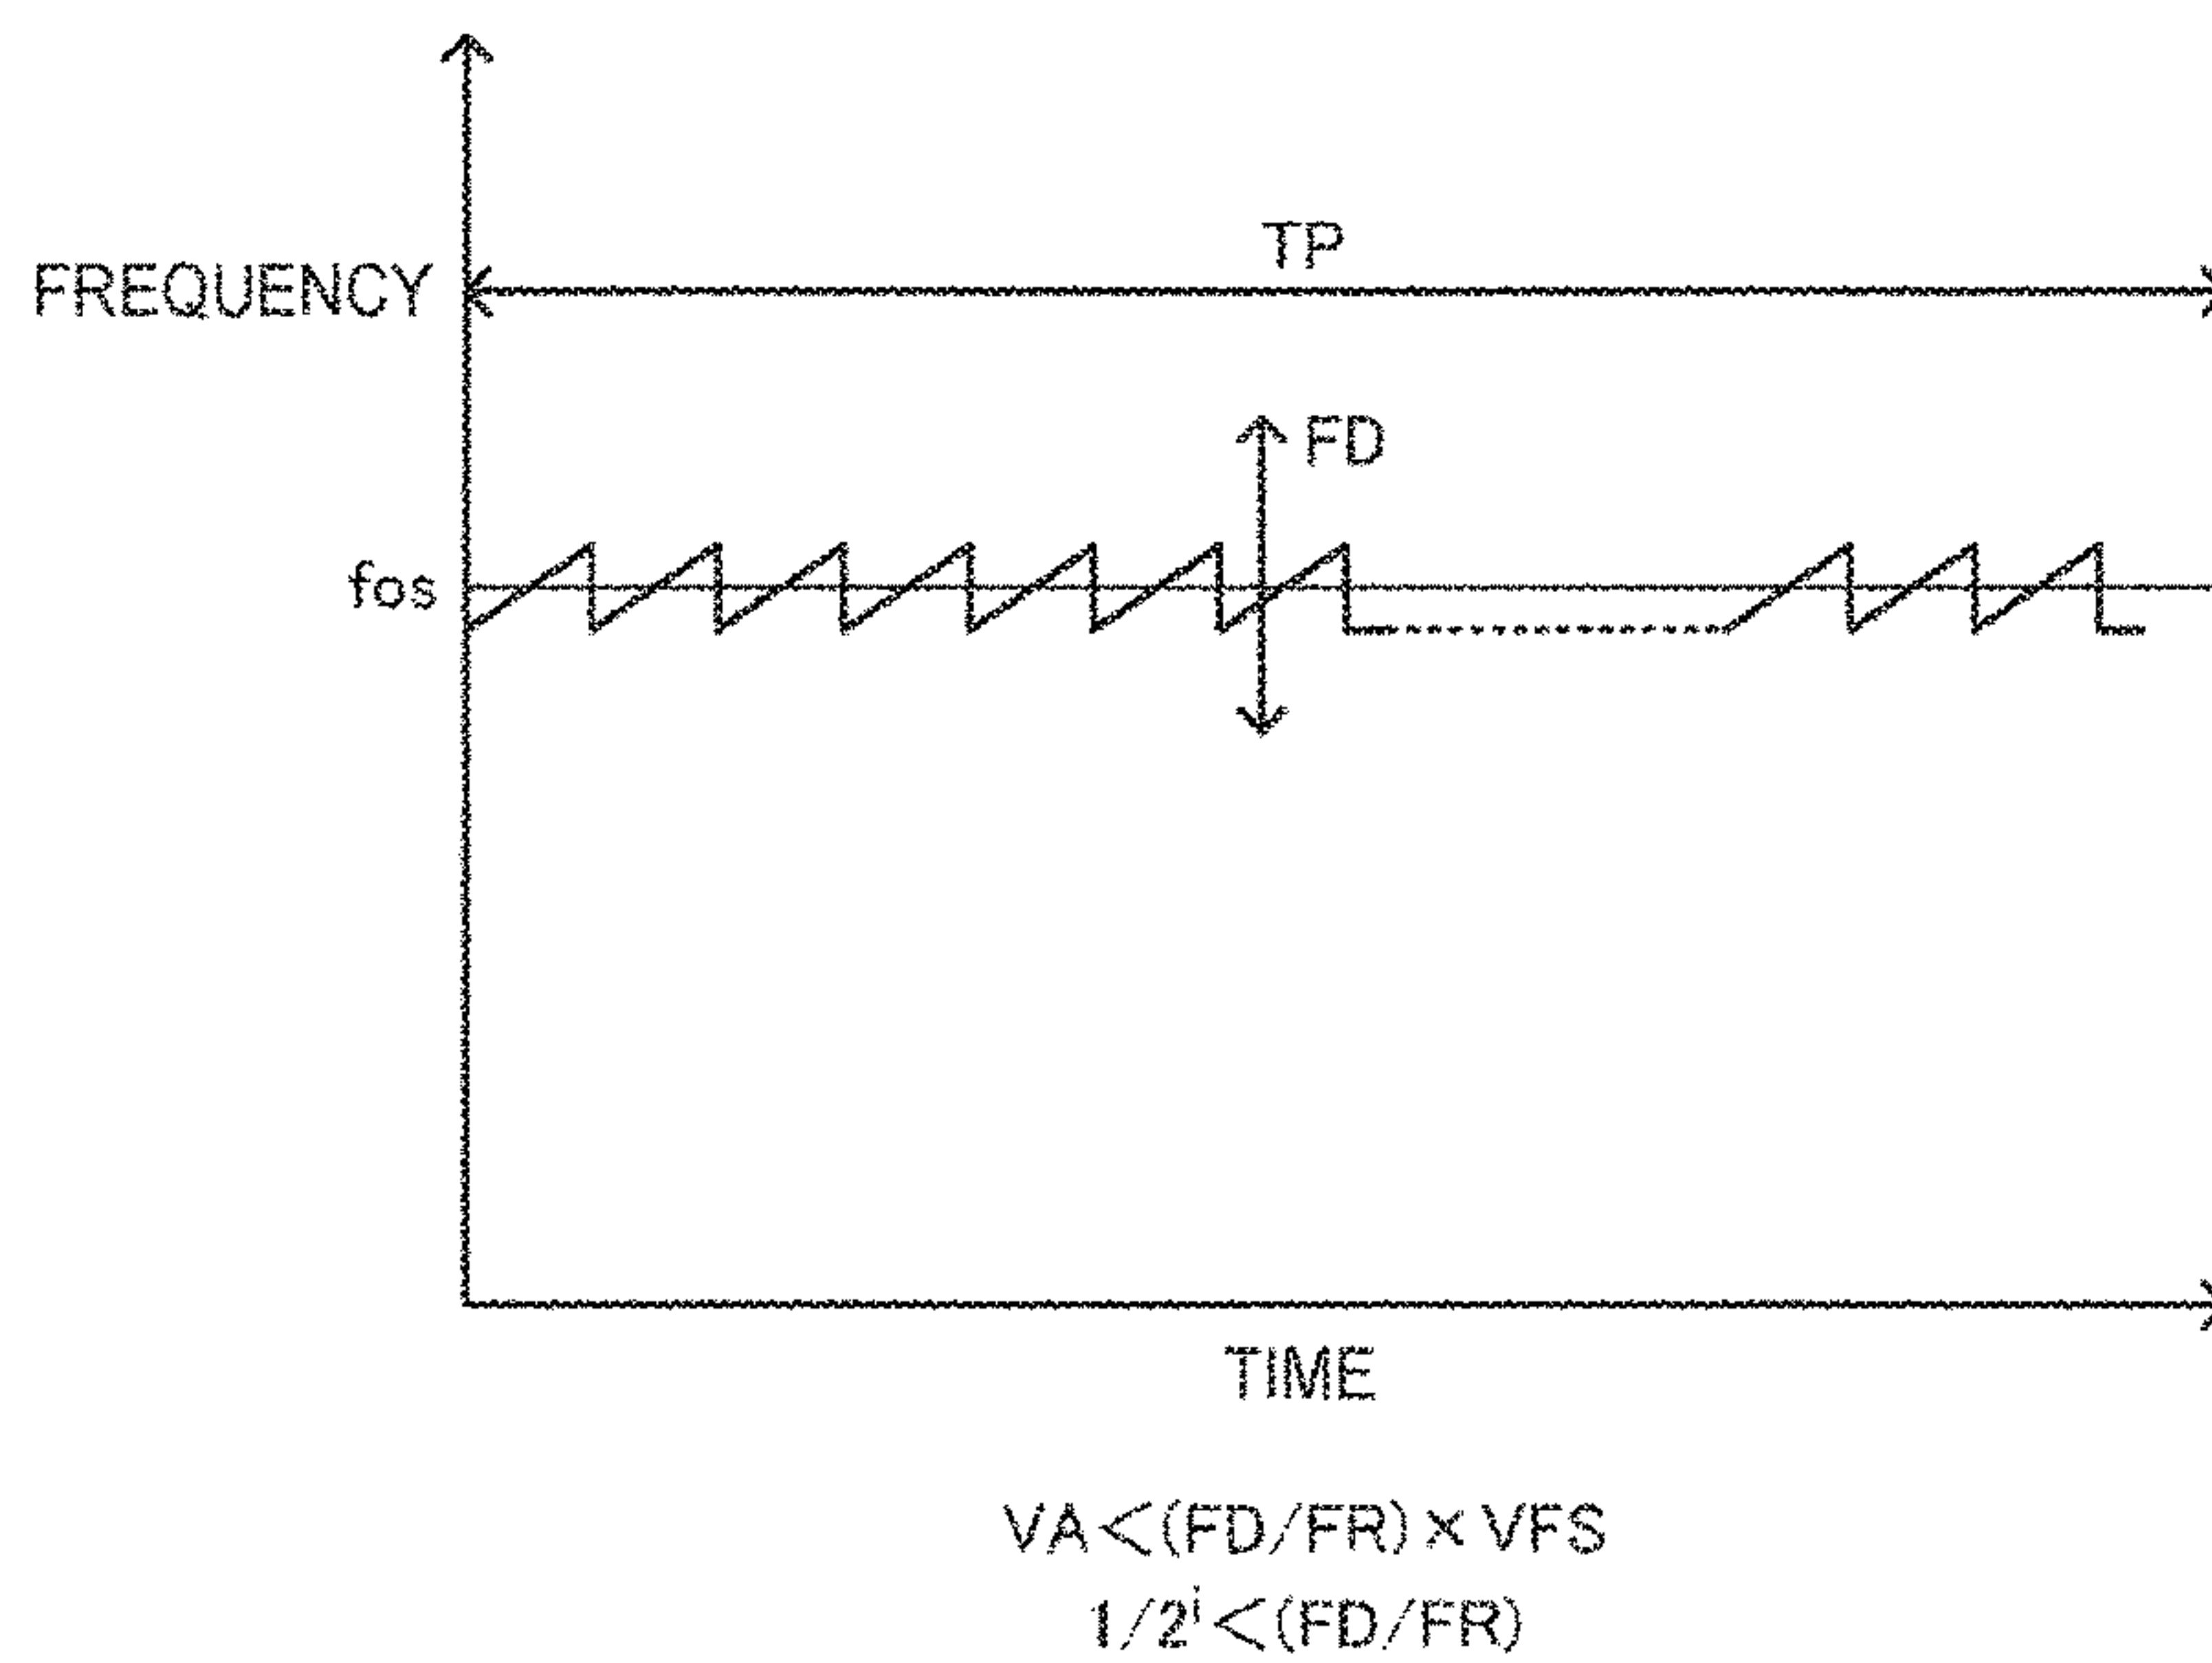 TP
FREQUENCY
FD
fos
TIME
VA<(FD/FR)×VFS
1/2ⁱ<(FD/FR)